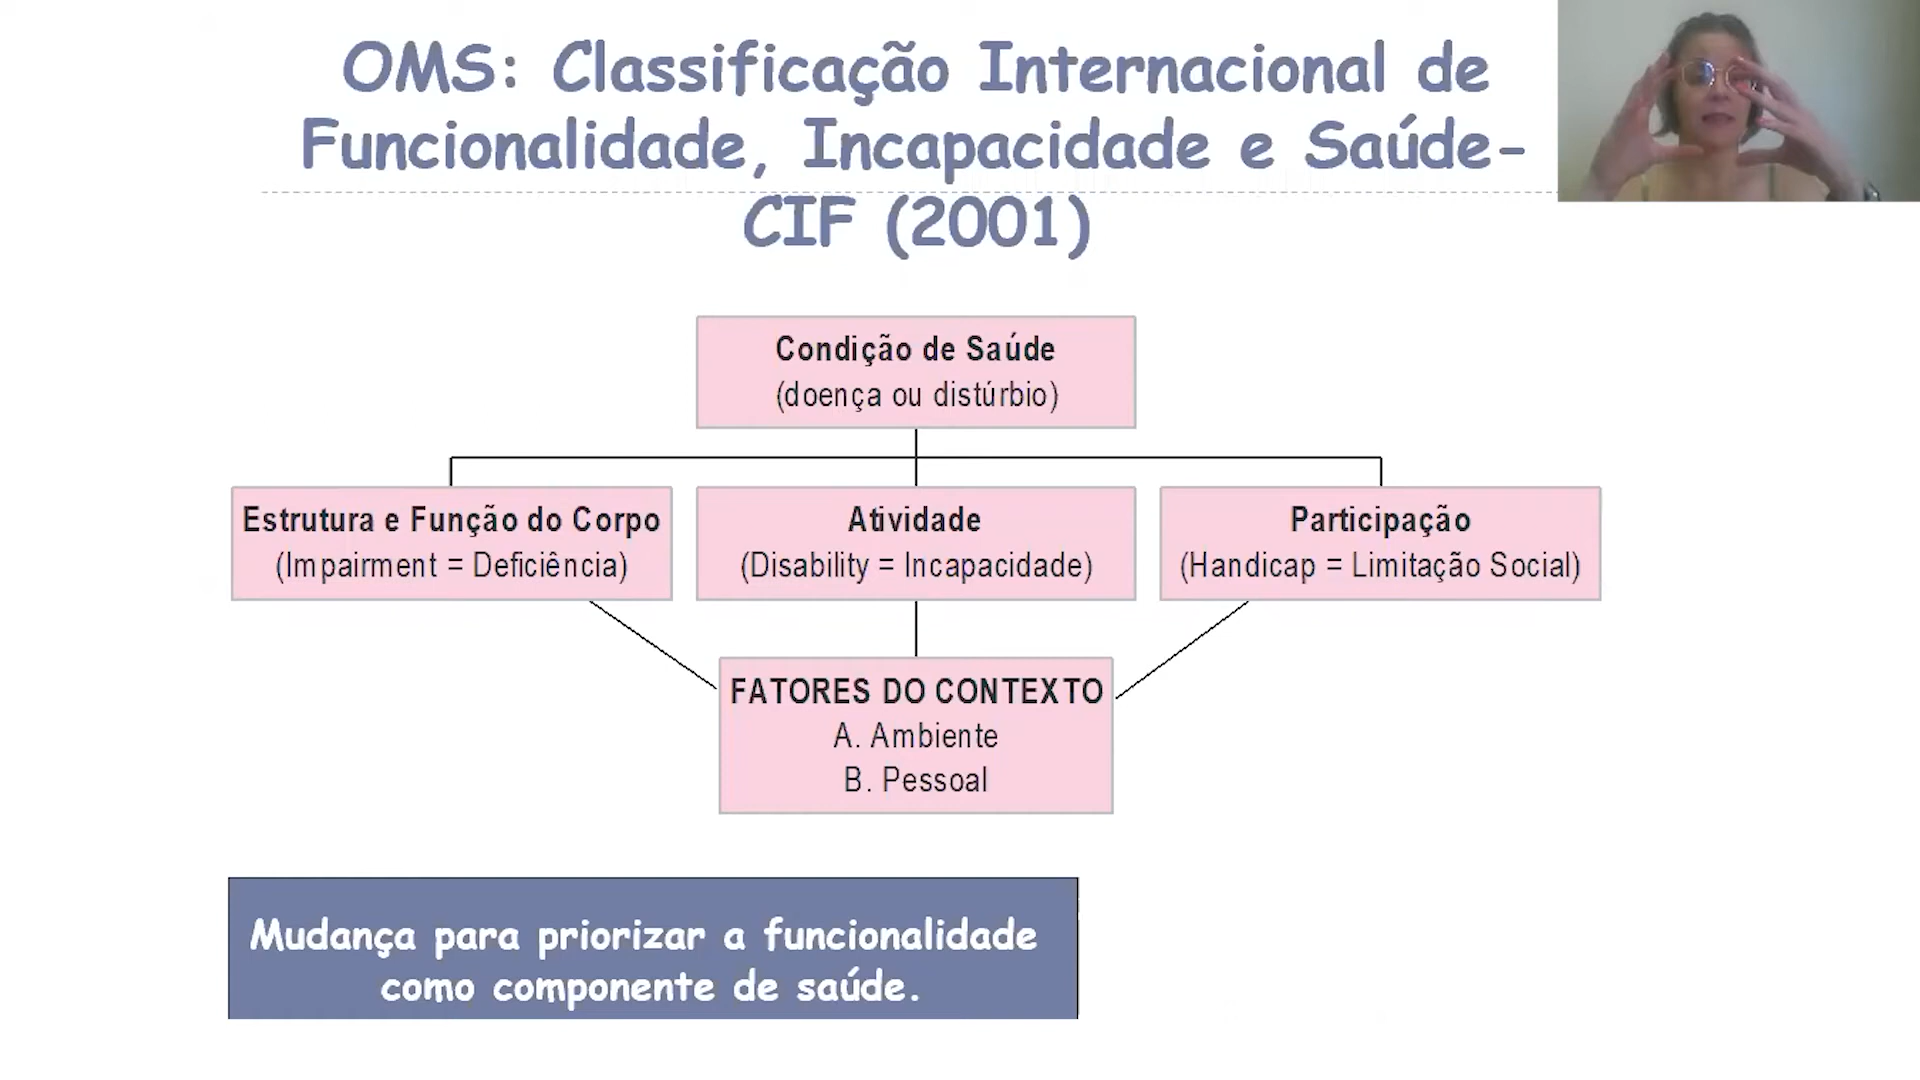 OMS: Classificação Internacional de
Funcionalidade, Incapacidade e Saúde-
CIF (2001)
Condição de Saúde
(doença ou distúrbio)
Estrutura e Função do Corpo
(Impairment = Deficiência)
Atividade
(Disability = Incapacidade)
Participação
(Handicap = Limitação Social)
FATORES DO CONTEXTO
A. Ambiente
B. Pessoal
Mudança para priorizar a funcionalidade
como componente de saúde.